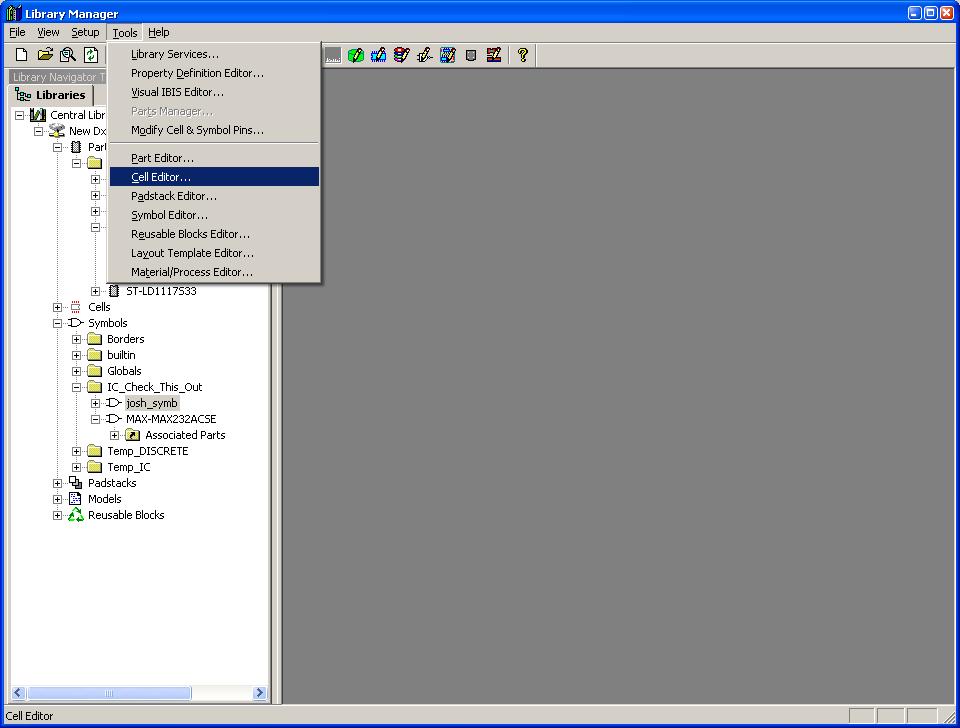 Library Manager
File View Setup Tools Help
Library Navigator T
Libraries
Library Services...
Property Definition Editor...
Visual IBIS Editor...
Parts Manager...
Modify Cell & Symbol Pins...
Part Editor...
Cell Editor...
Padstack Editor...
Symbol Editor...
Reusable Blocks Editor...
Layout Template Editor...
Material/Process Editor...
Central Libr
New Dx
Part
ST-LD1117S33
Cells
Symbols
Borders
builtin
Globals
IC_Check_This_Out
josh_symb
MAX-MAX232ACSE
Associated Parts
Temp_DISCRETE
Temp_IC
Padstacks
Models
Reusable Blocks
Cell Editor